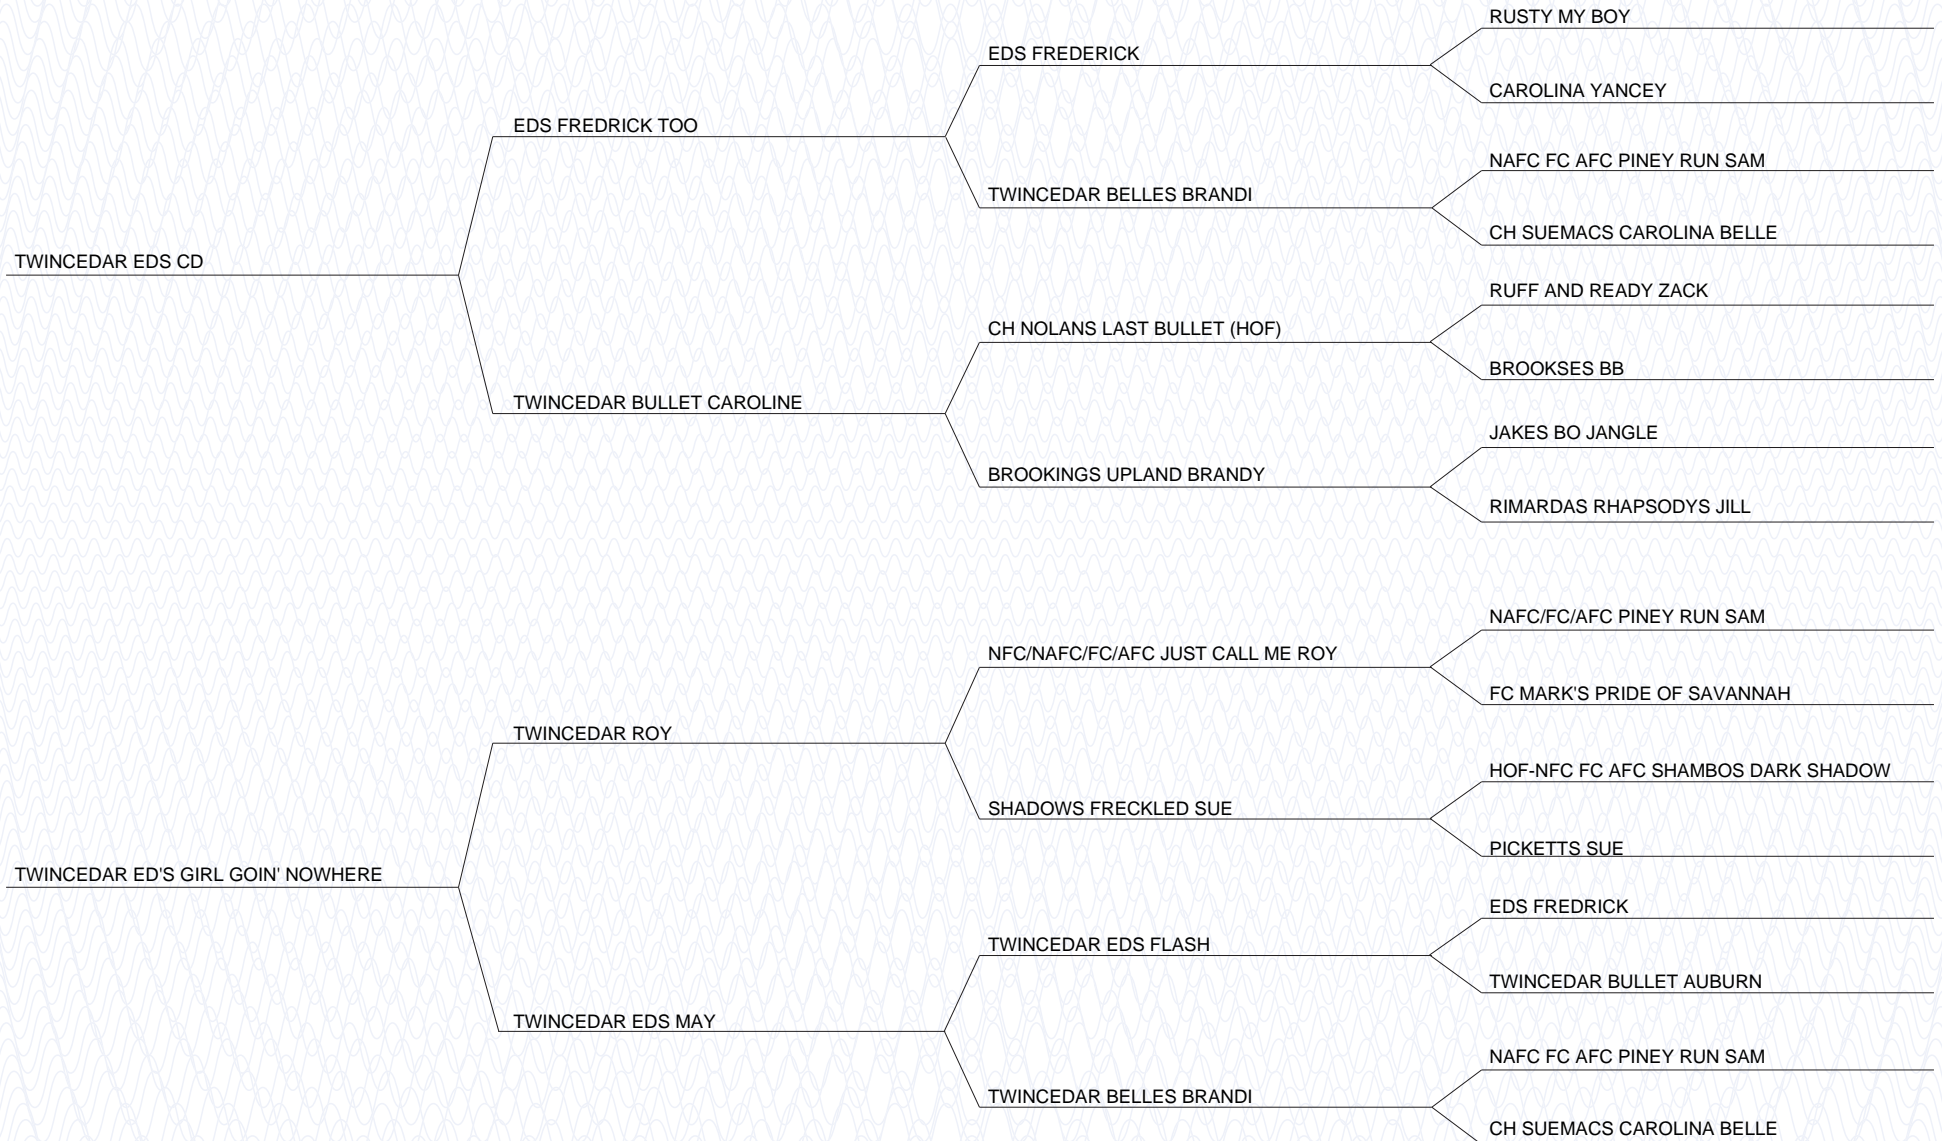 RUSTY MY BOY
EDS FREDERICK
CAROLINA YANCEY
EDS FREDRICK TOO
NAFC FC AFC PINEY RUN SAM
TWINCEDAR BELLES BRANDI
CH SUEMACS CAROLINA BELLE
TWINCEDAR EDS CD
RUFF AND READY ZACK
CH NOLANS LAST BULLET (HOF)
BROOKSES BB
TWINCEDAR BULLET CAROLINE
JAKES BO JANGLE
BROOKINGS UPLAND BRANDY
RIMARDAS RHAPSODYS JILL
NAFC/FC/AFC PINEY RUN SAM
NFC/NAFC/FC/AFC JUST CALL ME ROY
FC MARK'S PRIDE OF SAVANNAH
TWINCEDAR ROY
HOF-NFC FC AFC SHAMBOS DARK SHADOW
SHADOWS FRECKLED SUE
PICKETTS SUE
TWINCEDAR ED'S GIRL GOIN' NOWHERE
EDS FREDRICK
TWINCEDAR EDS FLASH
TWINCEDAR BULLET AUBURN
TWINCEDAR EDS MAY
NAFC FC AFC PINEY RUN SAM
TWINCEDAR BELLES BRANDI
CH SUEMACS CAROLINA BELLE